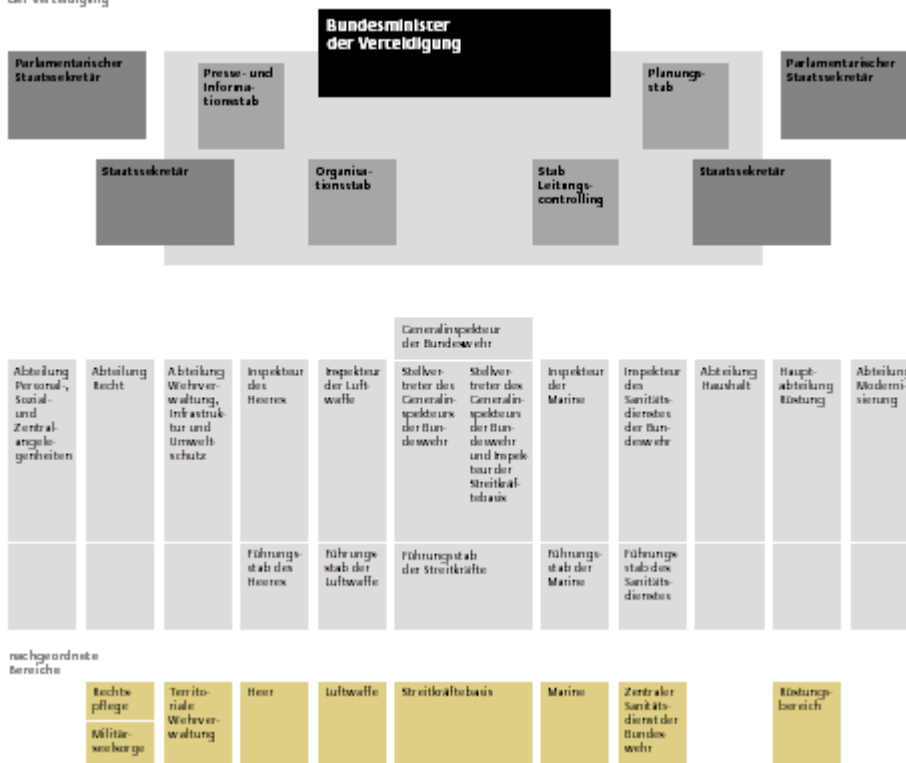 der Verteidigung
Bundesminister
der Verteidigung
Parlamentarischer
Staatssekretär
Presse- und
Informa-
tionsstab
Planungs-
stab
Parlamentarischer
Staatssekretär
Staatssekretär
Organisa-
tionsstab
Stab
Leitungs-
controlling
Staatssekretär
Generalinspekteur
der Bundeswehr
Abteilung
Personal-,
Sozial-
und
Zentral-
angele-
genheiten
Abteilung
Recht
Abteilung
Wehrver-
waltung,
Infrastruk-
tur und
Umwelt-
schutz
Inspekteur
des
Heeres
Inspekteur
der Luft-
waffe
Stellver-
treter des
Generalin-
spekteurs
der Bun-
deswehr
Stellver-
treter des
Generalin-
spekteurs
der Bun-
deswehr
und Inspek-
teur der
Streitkräf-
tebasis
Inspekteur
der
Marine
Inspekteur
des
Sanitäts-
dienstes
der Bun-
deswehr
Abteilung
Haushalt
Haupt-
abteilung
Rüstung
Abteilung
Moderni-
sierung
Führungs-
stab des
Heeres
Führungs-
stab der
Luftwaffe
Führungsstab
der Streitkräfte
Führungs-
stab der
Marine
Führungs-
stab des
Sanitäts-
dienstes
nachgeordnete
Bereiche
Rechts-
pflege
Militär-
seelsorge
Territo-
riale
Wehrver-
waltung
Heer
Luftwaffe
Streitkräftebasis
Marine
Zentraler
Sanitäts-
dienst der
Bundes-
wehr
Rüstungs-
bereich